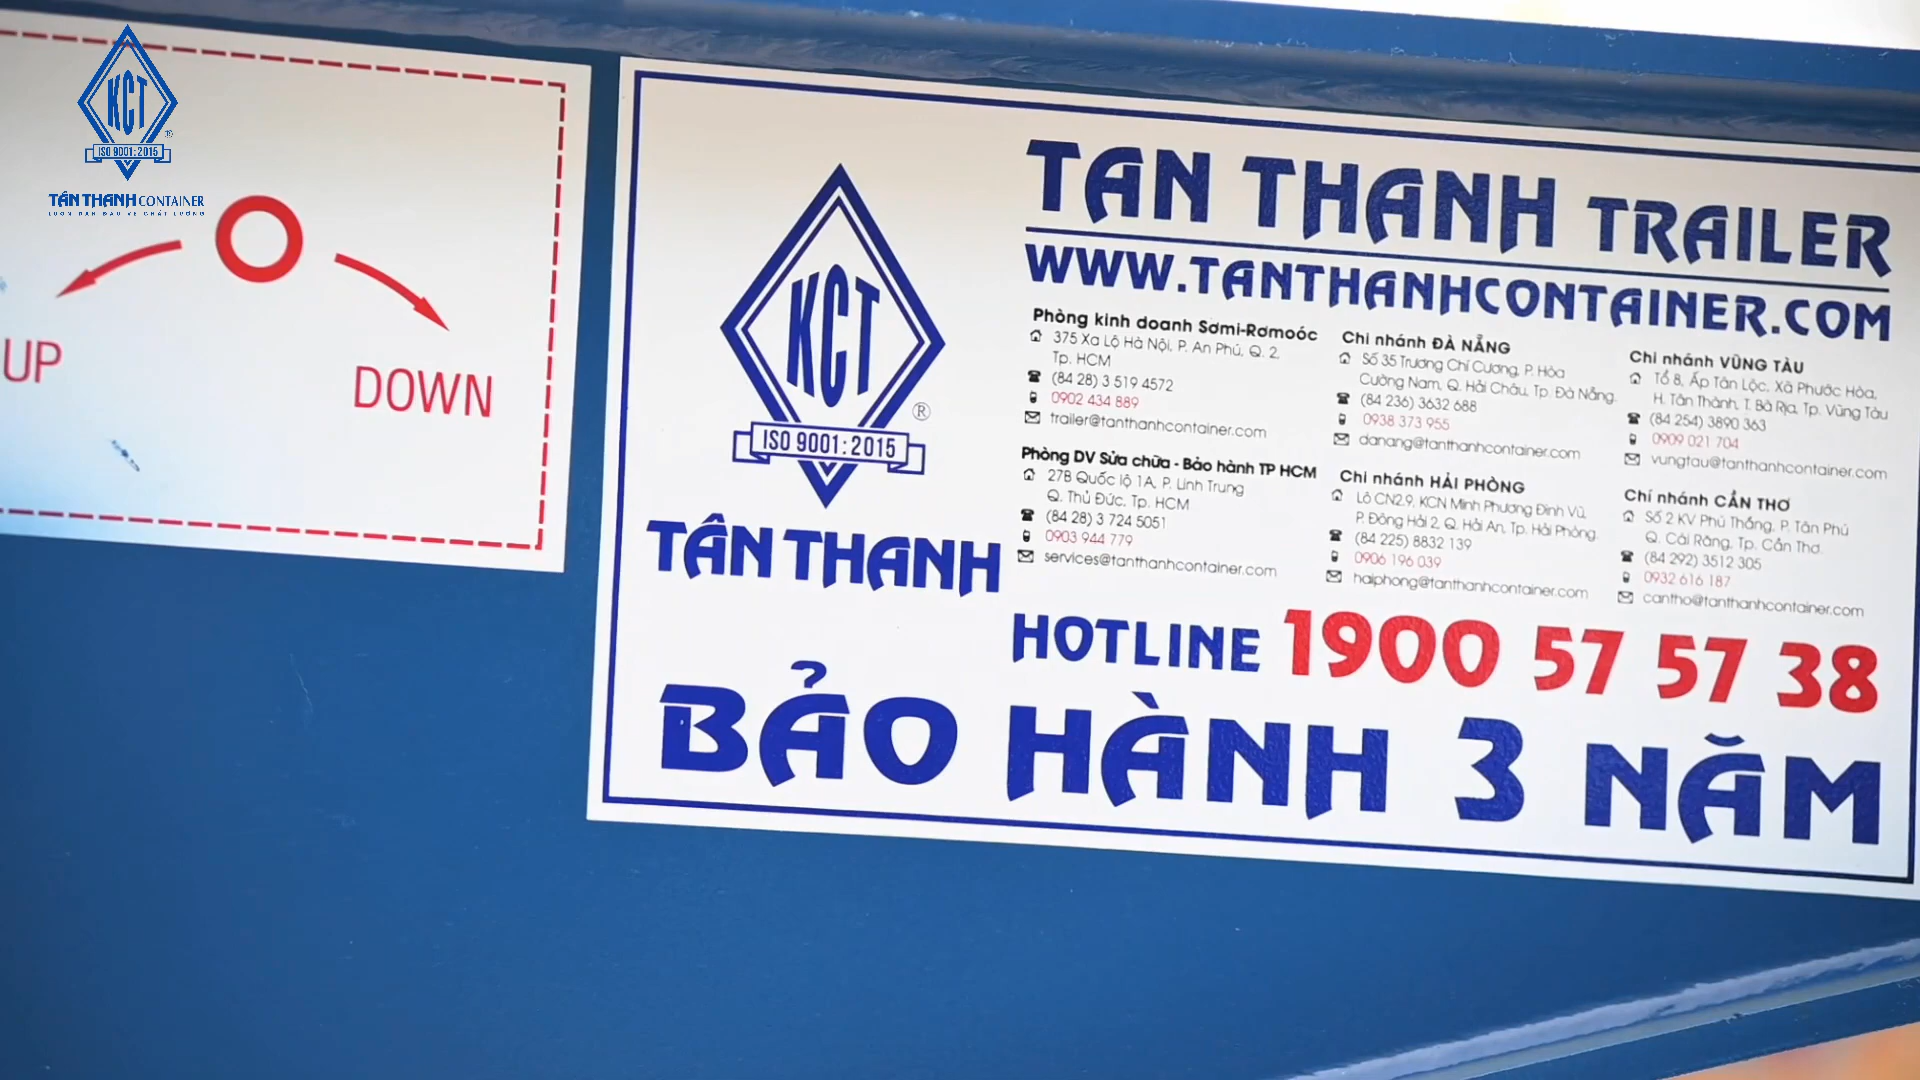 KCT
®
ISO 9001:2015
TÂN THANH CONTAINER
UP
DOWN
KCT
®
ISO 9001:2015
TÂN THANH
TAN THANH TRAILER
WWW.TANTHANHCONTAINER.COM
Phòng kinh doanh Sơmi-Rơmoóc
375 Xa Lộ Hà Nội, P. An Phú, Q. 2,
Tp. HCM
(84 28) 3 519 4572
0902 434 889
trailer@tanthanhcontainer.com
Phòng DV Sửa chữa - Bảo hành TP HCM
27B Quốc lộ 1A, P. Linh Trung
Q. Thủ Đức, Tp. HCM
(84 28) 3 724 5051
0903 944 779
services@tanthanhcontainer.com
Chi nhánh ĐÀ NẴNG
Số 35 Trương Chí Cương, P. Hòa
Cường Nam, Q. Hải Châu, Tp. Đà Nẵng.
(84 236) 3632 688
0938 373 955
danang@tanthanhcontainer.com
Chi nhánh HẢI PHÒNG
Lô CN2.9, KCN Minh Phương Đình Vũ,
P. Đông Hải 2, Q. Hải An, Tp. Hải Phòng.
(84 225) 8832 139
0906 196 039
haiphong@tanthanhcontainer.com
Chi nhánh VŨNG TÀU
Tổ 8, Ấp Tân Lộc, Xã Phước Hòa,
H. Tân Thành, T. Bà Rịa, Tp. Vũng Tàu
(84 254) 3890 363
0909 021 704
vungtau@tanthanhcontainer.com
Chí nhánh CẦN THƠ
Số 2 KV Phú Thắng, P. Tân Phú
Q. Cái Răng, Tp. Cần Thơ.
(84 292) 3512 305
0932 616 187
cantho@tanthanhcontainer.com
HOTLINE 1900 57 57 38
BẢO HÀNH 3 NĂM